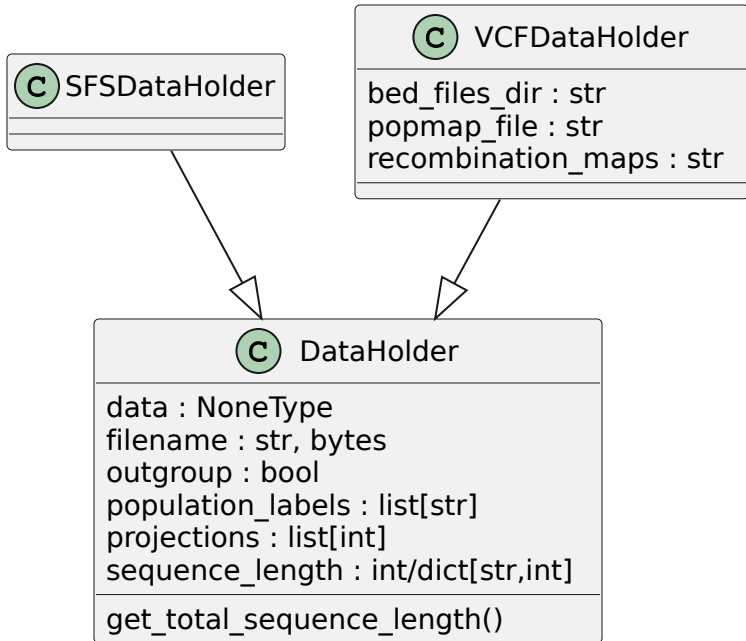 C SFSDataHolder
C VCFDataHolder
bed_files_dir : str
popmap_file : str
recombination_maps : str
C DataHolder
data : NoneType
filename : str, bytes
outgroup : bool
population_labels : list[str]
projections : list[int]
sequence_length : int/dict[str,int]
get_total_sequence_length()